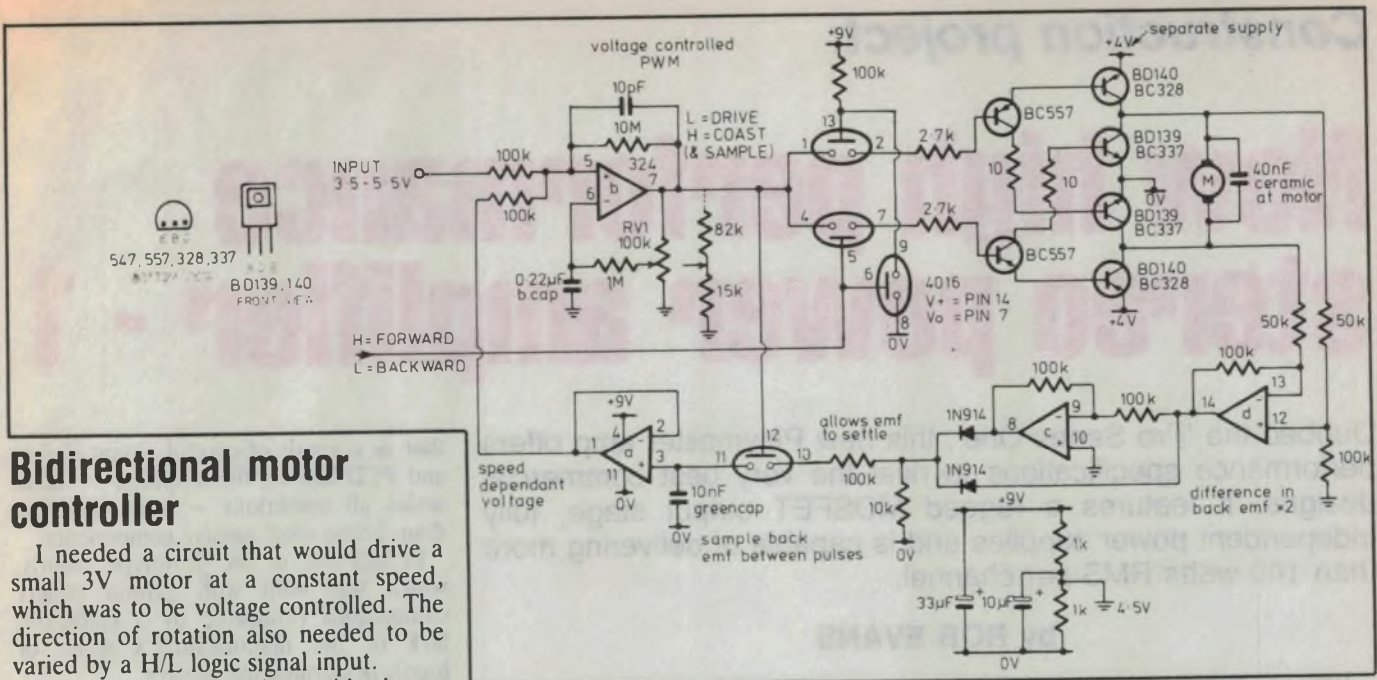 +9V
separate supply
+4V
voltage controlled
PWM
100k
BD140
BC328
10pF
10M
L = DRIVE
H = COAST
(& SAMPLE)
13
1
2
2·7k
BC557
BD139
BC337
INPUT
3·5-5·5V
100k
5
324
b
7
6
100k
10
10
M
40nF
ceramic
at motor
0V
4
7
2·7k
BD139
BC337
RV1
100k
82k
5
9
6
BC557
547, 557, 328, 337
BD139, 140
FRONT VIEW
0·22µF
b.cap
1M
15k
4016
V+ = PIN 14
Vo = PIN 7
8
0V
BD140
BC328
+4V
H = FORWARD
L = BACKWARD
50k
50k
100k
100k
13
+9V
allows emf
to settle
1N914
8
c
9
10
100k
14
d
12
4
2
1
a
3
11
0V
12
11
10
speed
dependant
voltage
100k
1N914
100k
10nF
greencap
10k
+9V
difference in
back emf ×2
sample back
emf between pulses
0V
1k
33µF
10µF
+
+
1k
4·5V
0V
Bidirectional motor
controller
I needed a circuit that would drive a
small 3V motor at a constant speed,
which was to be voltage controlled. The
direction of rotation also needed to be
varied by a H/L logic signal input.